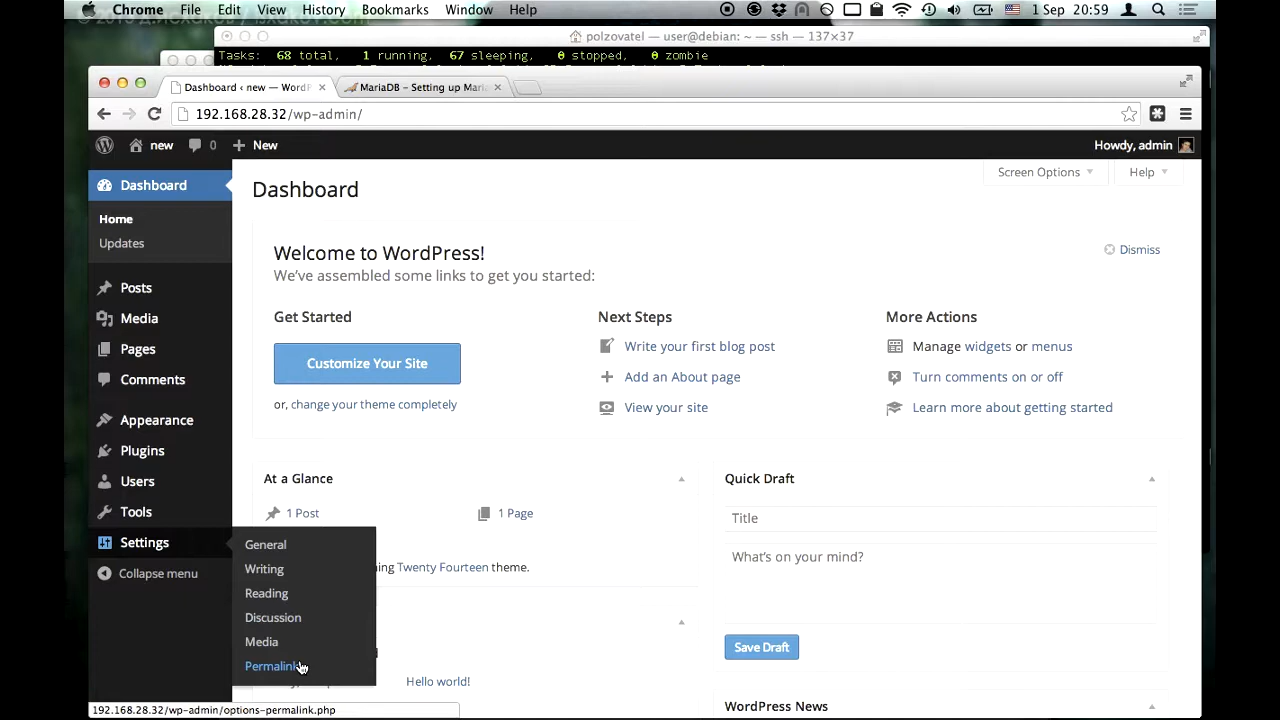 Chrome File Edit View History Bookmarks Window Help 1 Sep 20:59
polzovatel — user@debian: ~ — ssh — 137×37
Tasks: 68 total, 1 running, 67 sleeping, 0 stopped, 0 zombie
Dashboard ‹ new — WordP
MariaDB – Setting up Maria
192.168.28.32/wp-admin/
new 0 New Howdy, admin
Screen Options Help
Dashboard
Home
Updates
Posts
Media
Pages
Comments
Appearance
Plugins
Users
Tools
Settings
Collapse menu
General
Writing
Reading
Discussion
Media
Permalink
Dashboard
Welcome to WordPress!
Dismiss
We've assembled some links to get you started:
Get Started
Customize Your Site
or, change your theme completely
Next Steps
Write your first blog post
Add an About page
View your site
More Actions
Manage widgets or menus
Turn comments on or off
Learn more about getting started
At a Glance
1 Post 1 Page
ing Twenty Fourteen theme.
Hello world!
Quick Draft
Title
What's on your mind?
Save Draft
WordPress News
192.168.28.32/wp-admin/options-permalink.php